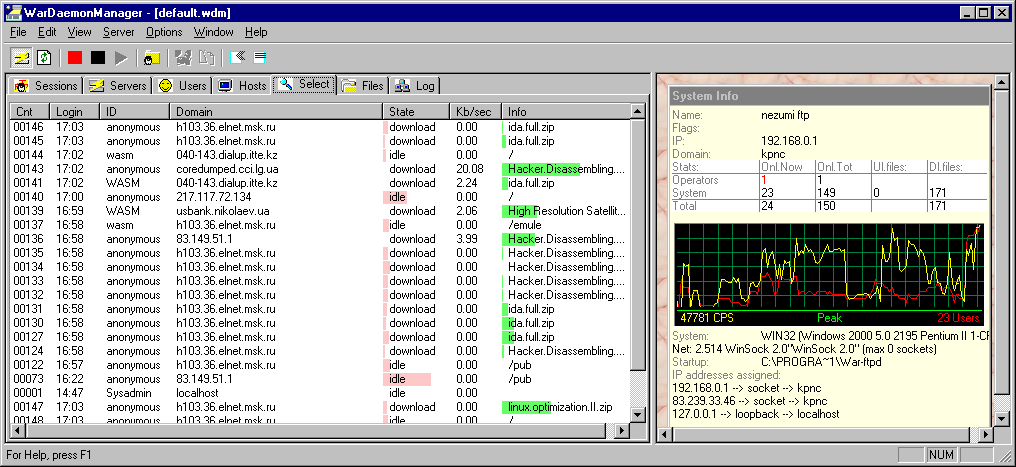 WarDaemonManager - [default.wdm]
File Edit View Server Options Window Help
Sessions Servers Users Hosts Select Files Log
Cnt Login ID Domain State Kb/sec Info
00146 17:03 anonymous h103.36.elnet.msk.ru download 0.00 ida.full.zip
00145 17:03 anonymous h103.36.elnet.msk.ru download 0.00 ida.full.zip
00144 17:02 wasm 040-143.dialup.itte.kz idle 0.00 /
00143 17:02 anonymous coredumped.cci.lg.ua download 20.08 Hacker.Disassembling....
00141 17:02 WASM 040-143.dialup.itte.kz download 2.24 ida.full.zip
00140 17:00 anonymous 217.117.72.134 idle 0.00 /
00139 16:59 WASM usbank.nikolaev.ua download 2.06 High Resolution Satellit...
00137 16:58 wasm h103.36.elnet.msk.ru idle 0.00 /emule
00136 16:58 anonymous 83.149.51.1 download 3.99 Hacker.Disassembling....
00135 16:58 anonymous h103.36.elnet.msk.ru download 0.00 Hacker.Disassembling....
00134 16:58 anonymous h103.36.elnet.msk.ru download 0.00 Hacker.Disassembling....
00133 16:58 anonymous h103.36.elnet.msk.ru download 0.00 Hacker.Disassembling....
00132 16:58 anonymous h103.36.elnet.msk.ru download 0.00 Hacker.Disassembling....
00131 16:58 anonymous h103.36.elnet.msk.ru download 0.00 ida.full.zip
00130 16:58 anonymous h103.36.elnet.msk.ru download 0.00 ida.full.zip
00127 16:58 anonymous h103.36.elnet.msk.ru download 0.00 ida.full.zip
00124 16:58 anonymous h103.36.elnet.msk.ru download 0.00 Hacker.Disassembling....
00122 16:57 anonymous h103.36.elnet.msk.ru idle 0.00 /pub
00073 16:22 anonymous 83.149.51.1 idle 0.00 /pub
00001 14:47 Sysadmin localhost idle 0.00
00147 17:03 anonymous h103.36.elnet.msk.ru download 0.00 linux.optimization.II.zip
00148 17:03 anonymous h103.36.elnet.msk.ru idle 0.00 /
System Info
Name: nezumi ftp
Flags:
IP: 192.168.0.1
Domain: kpnc
Stats: Onl.Now Onl.Tot Ul.files: Dl.files:
Operators 1 1
System 23 149 0 171
Total 24 150 171
47781 CPS Peak 23 Users
System: WIN32 (Windows 2000 5.0 2195 Pentium II 1-CP
Net: 2.514 WinSock 2.0"WinSock 2.0" (max 0 sockets)
Startup: C:\PROGRA~1\War-ftpd
IP addresses assigned:
192.168.0.1 --> socket --> kpnc
83.239.33.46 --> socket --> kpnc
127.0.0.1 --> loopback --> localhost
For Help, press F1 NUM